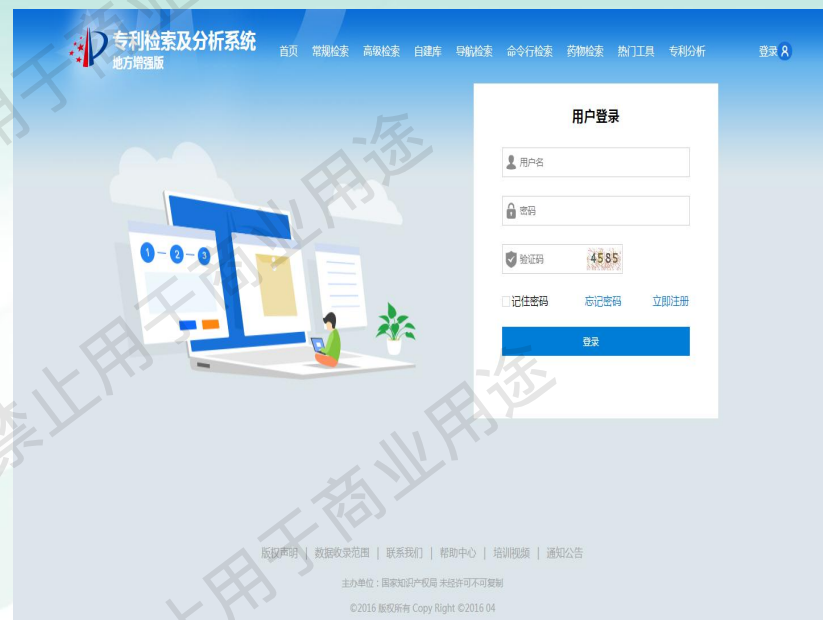 专利检索及分析系统
地方增强版
首页 常规检索 高级检索 自建库 导航检索 命令行检索 药物检索 热门工具 专利分析 登录
用户登录
用户名
密码
验证码 4585
记住密码 忘记密码 立即注册
登录
1 2 3
版权声明 | 数据收录范围 | 联系我们 | 帮助中心 | 培训视频 | 通知公告
主办单位：国家知识产权局 未经许可不可复制
©2016 版权所有 Copy Right ©2016 04
禁止用于商业用途
禁止用于商业用途